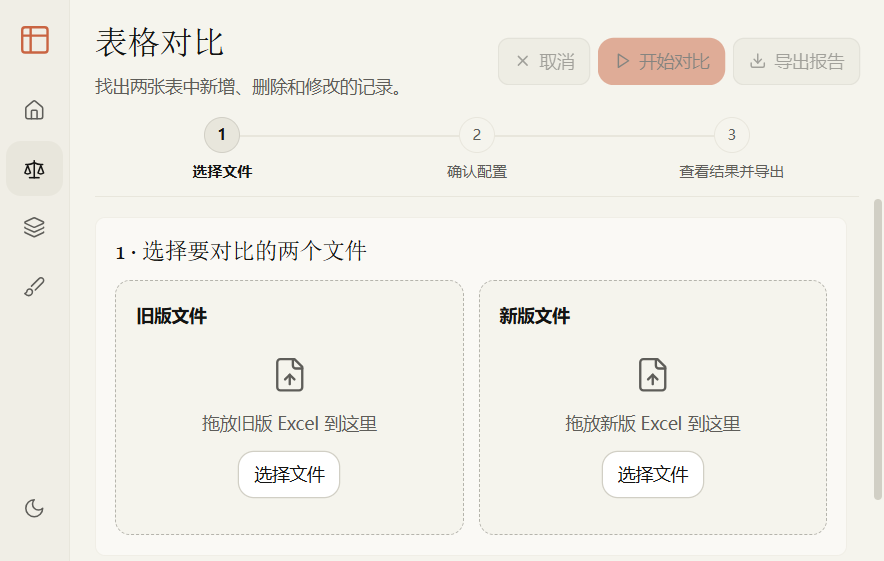 表格对比
找出两张表中新增、删除和修改的记录。
取消
开始对比
导出报告
1
2
3
选择文件
确认配置
查看结果并导出
1 · 选择要对比的两个文件
旧版文件
拖放旧版 Excel 到这里
选择文件
新版文件
拖放新版 Excel 到这里
选择文件